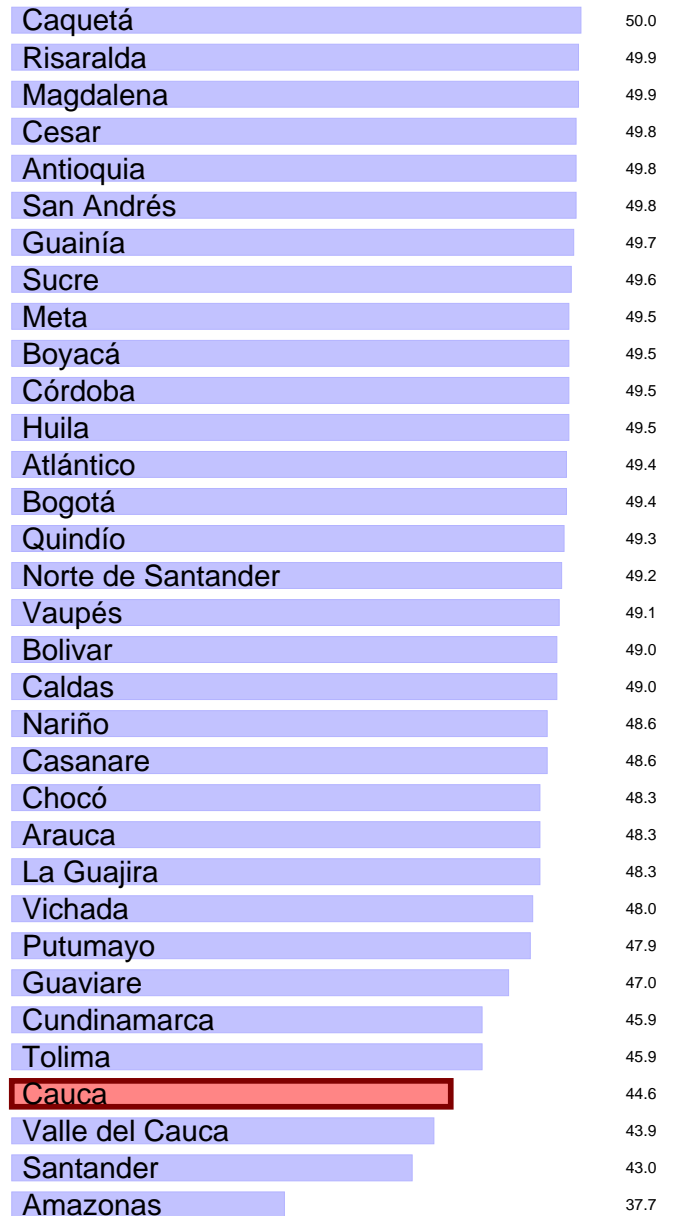 Caquetá 50.0
Risaralda 49.9
Magdalena 49.9
Cesar 49.8
Antioquia 49.8
San Andrés 49.8
Guainía 49.7
Sucre 49.6
Meta 49.5
Boyacá 49.5
Córdoba 49.5
Huila 49.5
Atlántico 49.4
Bogotá 49.4
Quindío 49.3
Norte de Santander 49.2
Vaupés 49.1
Bolivar 49.0
Caldas 49.0
Nariño 48.6
Casanare 48.6
Chocó 48.3
Arauca 48.3
La Guajira 48.3
Vichada 48.0
Putumayo 47.9
Guaviare 47.0
Cundinamarca 45.9
Tolima 45.9
Cauca 44.6
Valle del Cauca 43.9
Santander 43.0
Amazonas 37.7